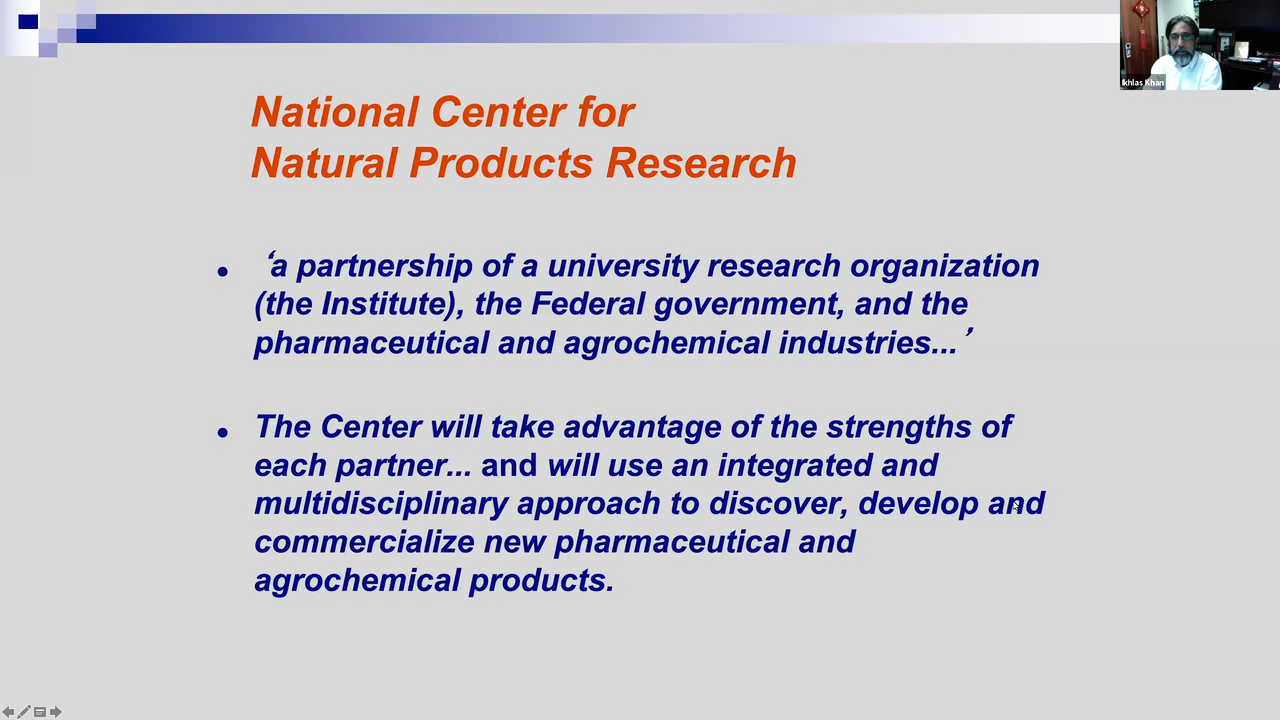 Ikhlas Khan
National Center for
Natural Products Research
• ‘a partnership of a university research organization
(the Institute), the Federal government, and the
pharmaceutical and agrochemical industries...’
• The Center will take advantage of the strengths of
each partner... and will use an integrated and
multidisciplinary approach to discover, develop and
commercialize new pharmaceutical and
agrochemical products.